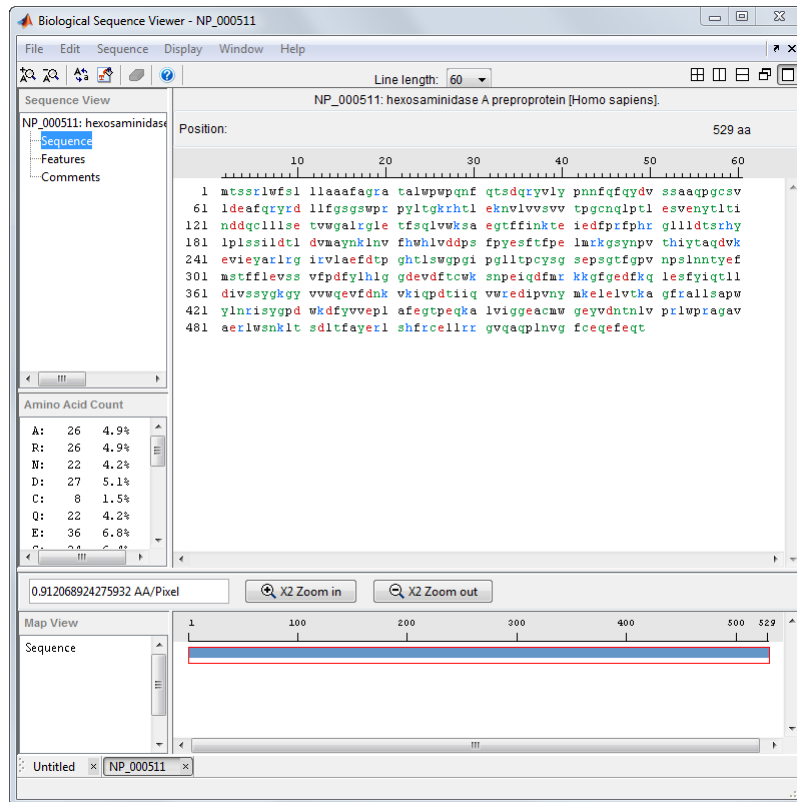 Biological Sequence Viewer - NP_000511
File Edit Sequence Display Window Help
Line length: 60
Sequence View
NP_000511: hexosaminidase
Sequence
Features
Comments
NP_000511: hexosaminidase A preproprotein [Homo sapiens].
Position: 529 aa
10 20 30 40 50 60
1 mtssrlwfsl llaaafagra talwpwpqnf qtsdqryvly pnnfqfqydv ssaaqpgcsv
61 ldeafqryrd llfgsgswpr pyltgkrhtl eknvlvvsvv tpgcnqlptl esvenytlti
121 nddqclllse tvwgalrgle tfsqlvwksa egtffinkte iedfprfphr gllldtsrhy
181 lplssildtl dvmaynklnv fhwhlvddps fpyesftfpe lmrkgsynpv thiytaqdvk
241 evieyarlrg irvlaefdtp ghtlswgpgi pglltpcysg sepsgtfgpv npslnntyef
301 mstfflevss vfpdfylhlg gdevdftcwk snpeiqdfmr kkgfgedfkq lesfyiqtll
361 divssygkgy vvwqevfdnk vkiqpdtiiq vwredipvny mkelelvtka gfrallsapw
421 ylnrisygpd wkdfyvvepl afegtpeqka lviggeacmw geyvdntnlv prlwpragav
481 aerlwsnklt sdltfayerl shfrcellrr gvqaqplnvg fceqefeqt
Amino Acid Count
A: 26 4.9%
R: 26 4.9%
N: 22 4.2%
D: 27 5.1%
C: 8 1.5%
Q: 22 4.2%
E: 36 6.8%
0.912068924275932 AA/Pixel
X2 Zoom in
X2 Zoom out
Map View
Sequence
1 100 200 300 400 500 529
Untitled
NP_000511